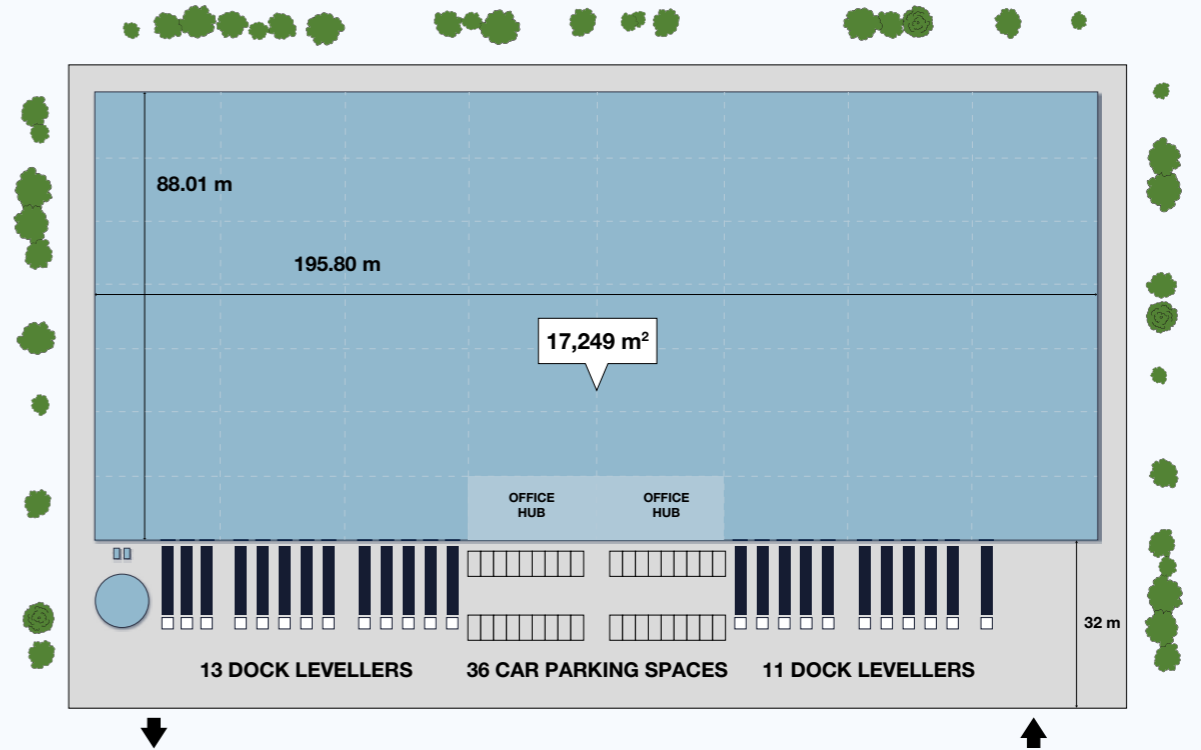 88.01 m
195.80 m
17,249 m²
OFFICE
HUB
OFFICE
HUB
32 m
13 DOCK LEVELLERS
36 CAR PARKING SPACES
11 DOCK LEVELLERS